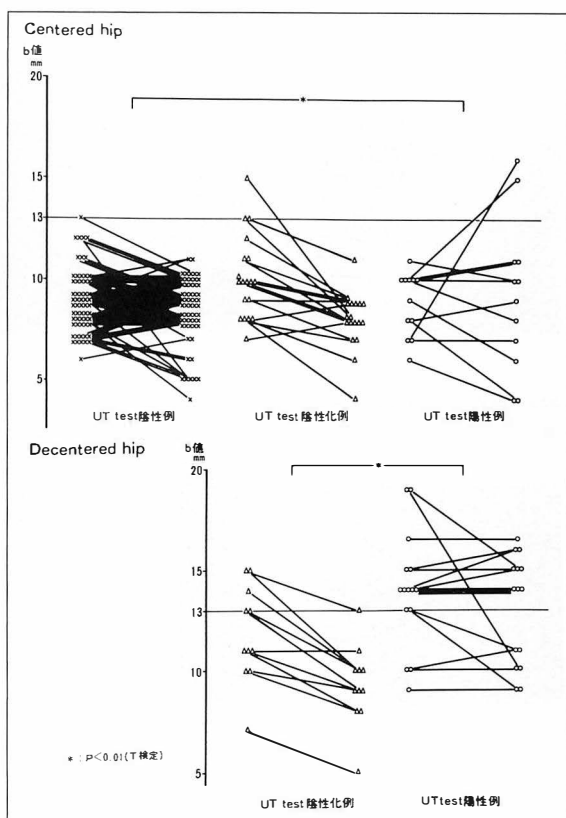 Centered hip
b値
mm
20
*
15
13
10
5
UT test陰性例
UT test陰性化例
UT test陽性例
Decentered hip
b値
mm
20
*
15
13
10
5
* : P<0.01(T検定)
UT test陰性化例
UTtest陽性例